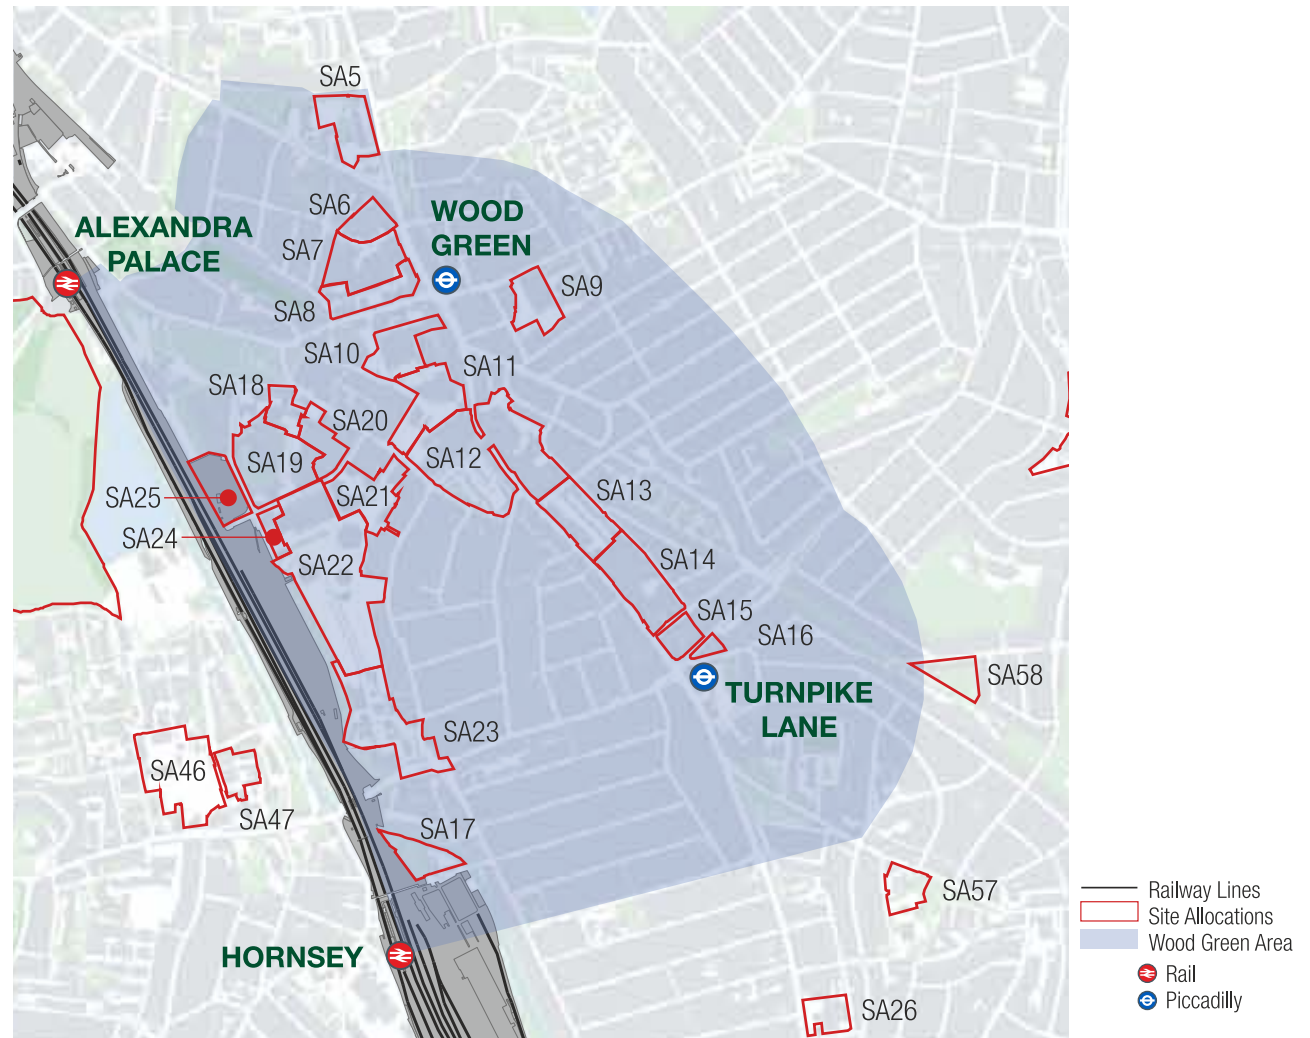 SA5
SA6
WOOD
GREEN
ALEXANDRA
PALACE
SA7
SA8
SA9
SA10
SA11
SA18
SA20
SA19
SA12
SA21
SA25
SA13
SA24
SA22
SA14
SA15
SA16
SA58
TURNPIKE
LANE
SA23
SA46
SA47
SA17
SA57
HORNSEY
SA26
Railway Lines
Site Allocations
Wood Green Area
Rail
Piccadilly